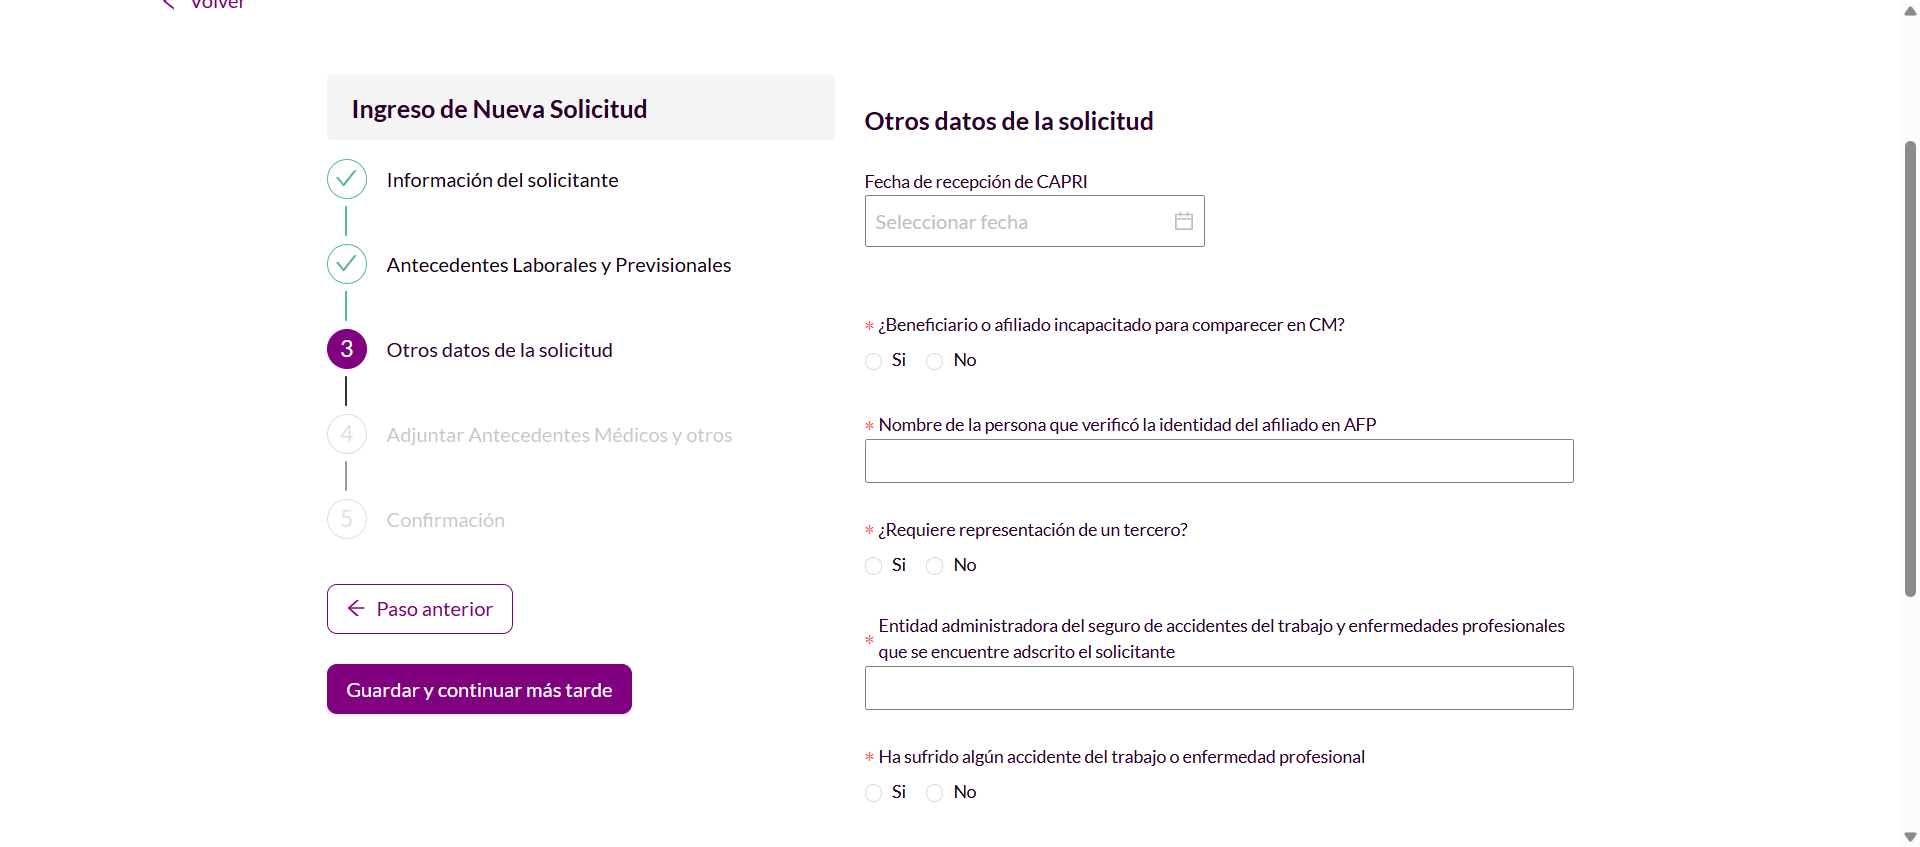 Volver
Ingreso de Nueva Solicitud
Información del solicitante
Antecedentes Laborales y Previsionales
3
Otros datos de la solicitud
4
Adjuntar Antecedentes Médicos y otros
5
Confirmación
Paso anterior
Guardar y continuar más tarde
Otros datos de la solicitud
Fecha de recepción de CAPRI
Seleccionar fecha
* ¿Beneficiario o afiliado incapacitado para comparecer en CM?
Si No
* Nombre de la persona que verificó la identidad del afiliado en AFP
* ¿Requiere representación de un tercero?
Si No
* Entidad administradora del seguro de accidentes del trabajo y enfermedades profesionales
que se encuentre adscrito el solicitante
* Ha sufrido algún accidente del trabajo o enfermedad profesional
Si No